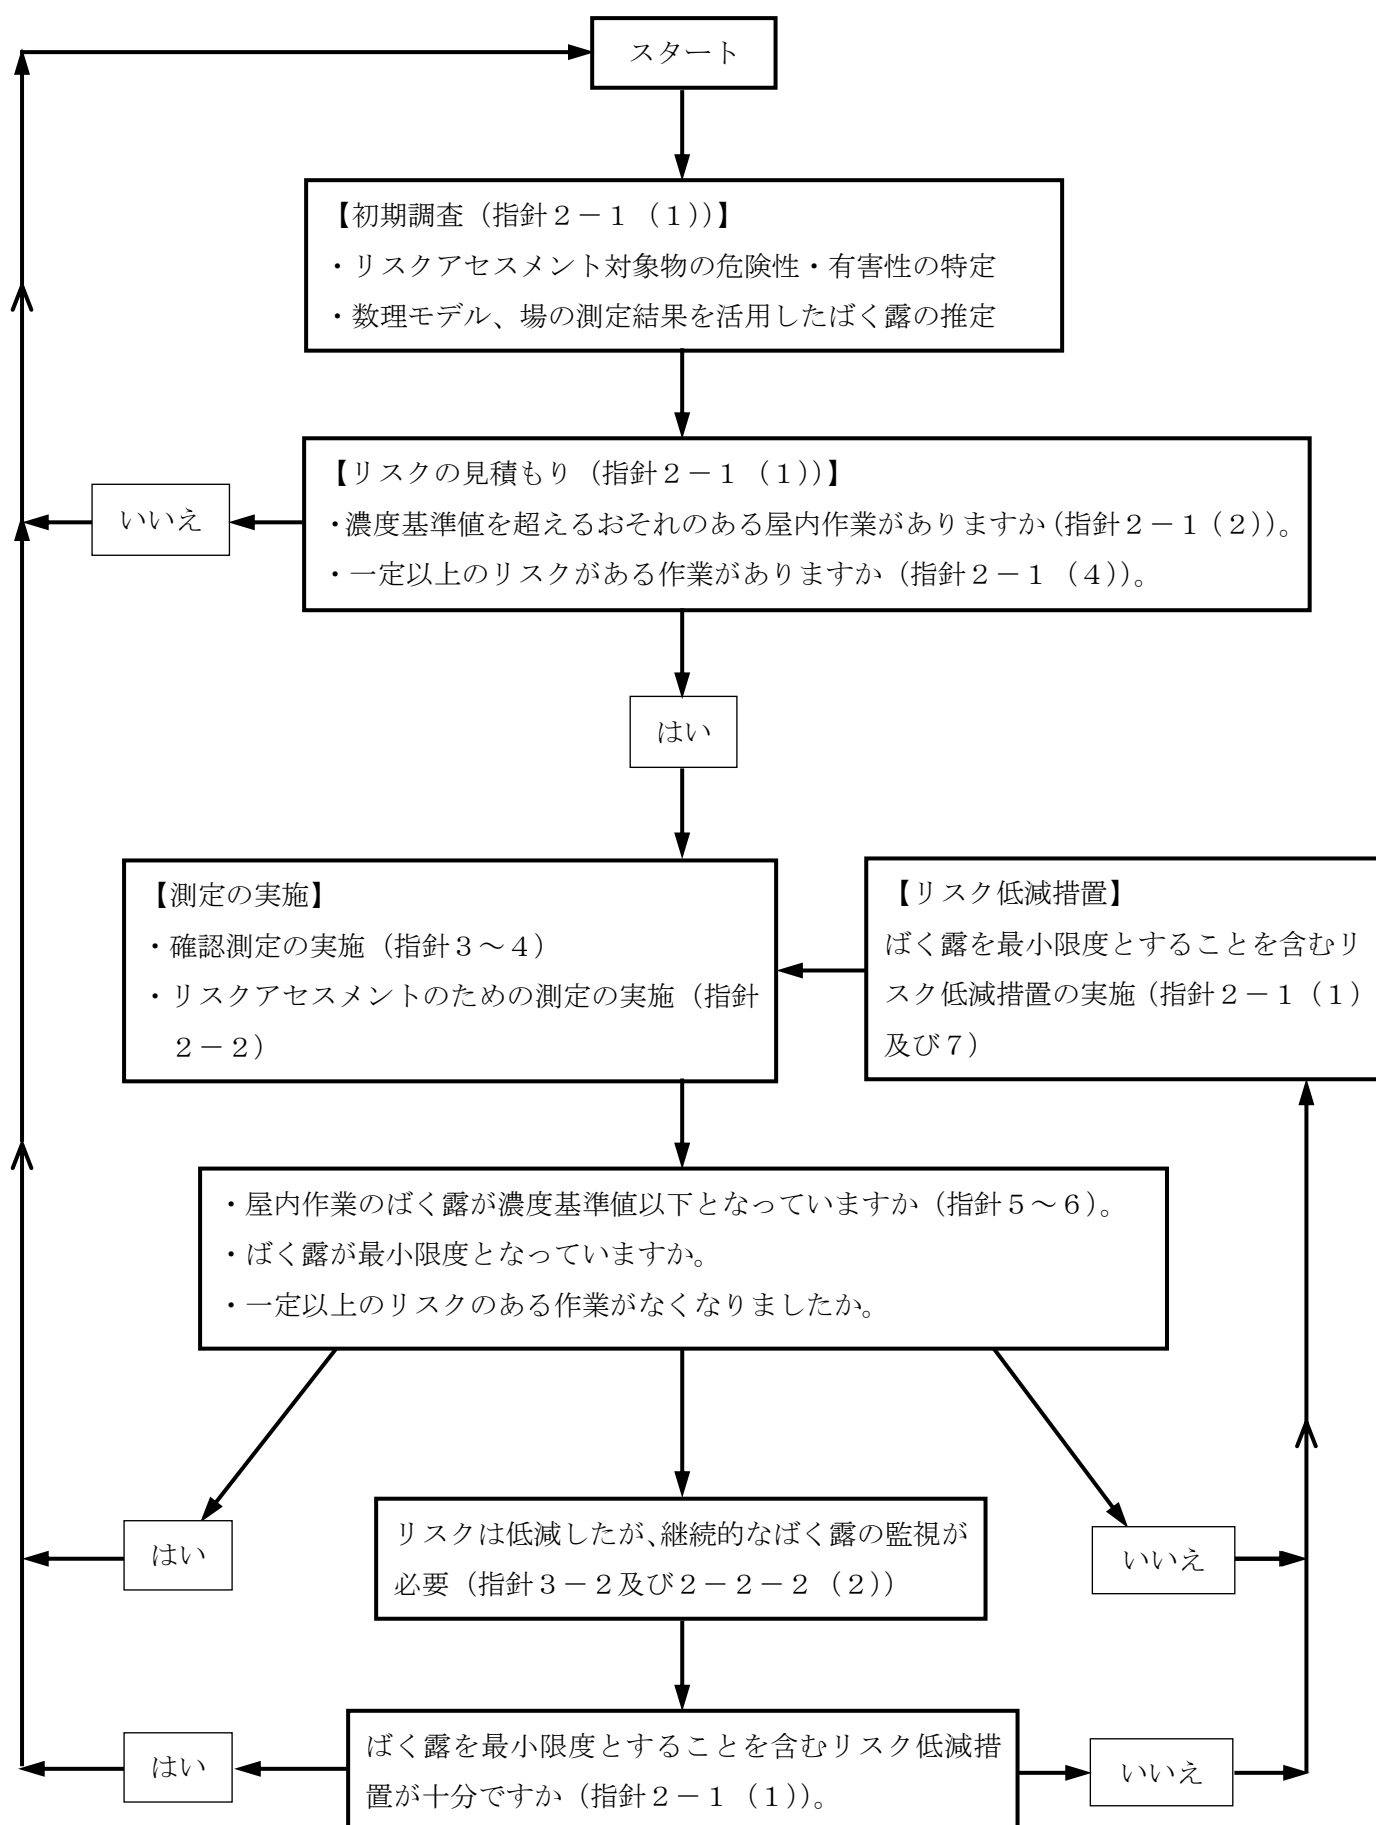 スタート
【初期調査（指針２－１（１））】
・リスクアセスメント対象物の危険性・有害性の特定
・数理モデル、場の測定結果を活用したばく露の推定
【リスクの見積もり（指針２－１（１））】
・濃度基準値を超えるおそれのある屋内作業がありますか（指針２－１（２））。
・一定以上のリスクがある作業がありますか（指針２－１（４））。
いいえ
はい
【測定の実施】
・確認測定の実施（指針３～４）
・リスクアセスメントのための測定の実施（指針
２－２）
【リスク低減措置】
ばく露を最小限度とすることを含むリ
スク低減措置の実施（指針２－１（１）
及び７）
・屋内作業のばく露が濃度基準値以下となっていますか（指針５～６）。
・ばく露が最小限度となっていますか。
・一定以上のリスクのある作業がなくなりましたか。
はい
リスクは低減したが、継続的なばく露の監視が
必要（指針３－２及び２－２－２（２））
いいえ
はい
ばく露を最小限度とすることを含むリスク低減措
置が十分ですか（指針２－１（１））。
いいえ